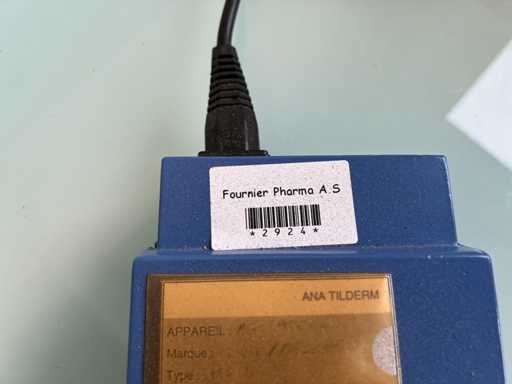 Fournier Pharma A.S
*2924*
ANA TILDERM
APPAREIL :
Marque :
Type :